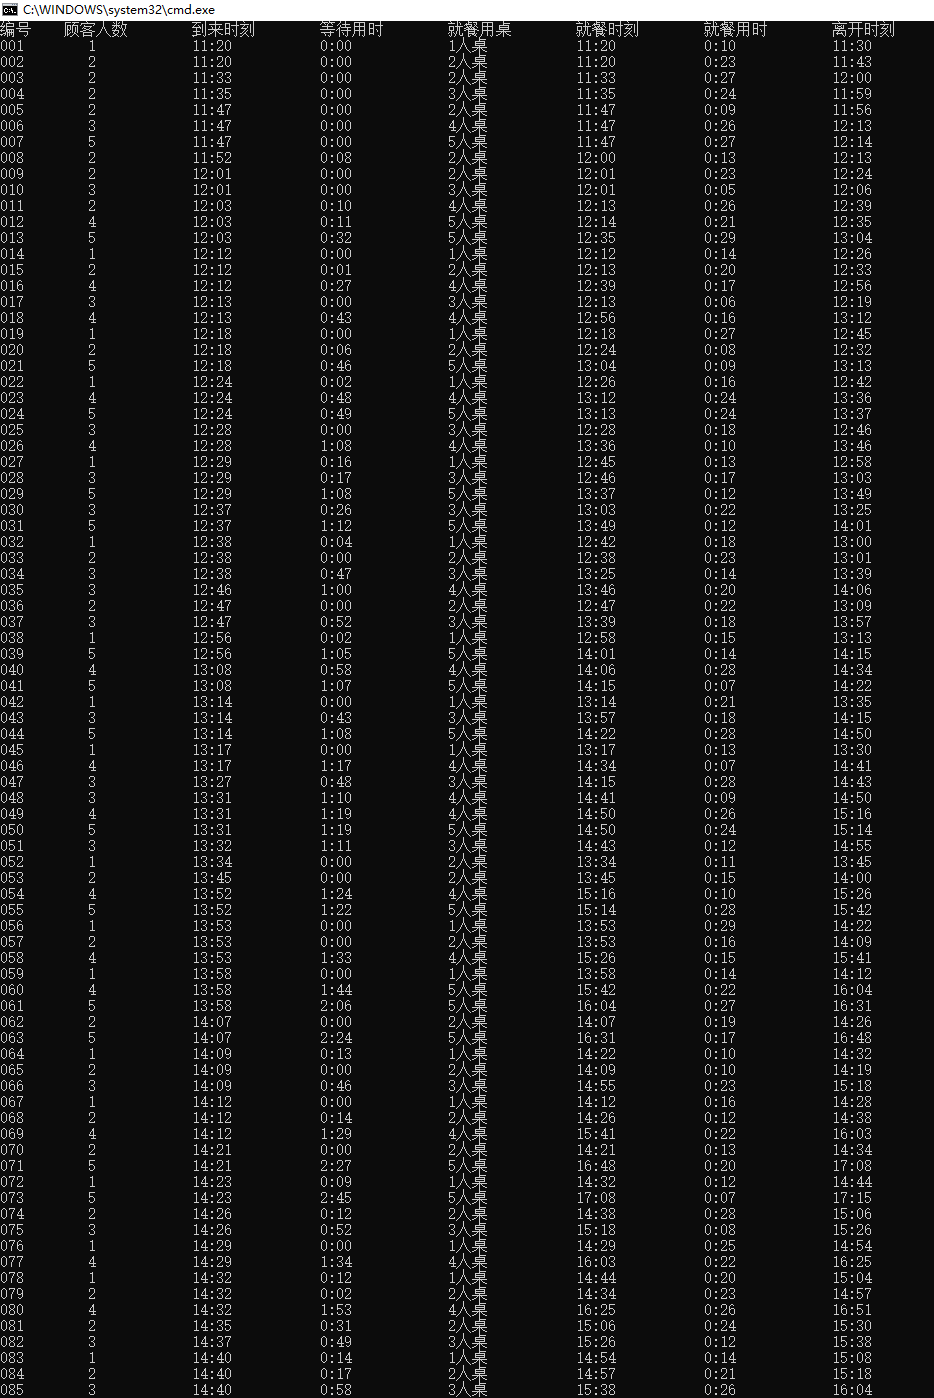 C:\WINDOWS\system32\cmd.exe
编号 顾客人数 到来时刻 等待用时 就餐用桌 就餐时刻 就餐用时 离开时刻
001 1 11:20 0:00 1人桌 11:20 0:10 11:30
002 2 11:20 0:00 2人桌 11:20 0:23 11:43
003 2 11:33 0:00 2人桌 11:33 0:27 12:00
004 2 11:35 0:00 3人桌 11:35 0:24 11:59
005 2 11:47 0:00 2人桌 11:47 0:09 11:56
006 3 11:47 0:00 4人桌 11:47 0:26 12:13
007 5 11:47 0:00 5人桌 11:47 0:27 12:14
008 2 11:52 0:08 2人桌 12:00 0:13 12:13
009 2 12:01 0:00 2人桌 12:01 0:23 12:24
010 3 12:01 0:00 3人桌 12:01 0:05 12:06
011 2 12:03 0:10 4人桌 12:13 0:26 12:39
012 4 12:03 0:11 5人桌 12:14 0:21 12:35
013 5 12:03 0:32 5人桌 12:35 0:29 13:04
014 1 12:12 0:00 1人桌 12:12 0:14 12:26
015 2 12:12 0:01 2人桌 12:13 0:20 12:33
016 4 12:12 0:27 4人桌 12:39 0:17 12:56
017 3 12:13 0:00 3人桌 12:13 0:06 12:19
018 4 12:13 0:43 4人桌 12:56 0:16 13:12
019 1 12:18 0:00 1人桌 12:18 0:27 12:45
020 2 12:18 0:06 2人桌 12:24 0:08 12:32
021 5 12:18 0:46 5人桌 13:04 0:09 13:13
022 1 12:24 0:02 1人桌 12:26 0:16 12:42
023 4 12:24 0:48 4人桌 13:12 0:24 13:36
024 5 12:24 0:49 5人桌 13:13 0:24 13:37
025 3 12:28 0:00 3人桌 12:28 0:18 12:46
026 4 12:28 1:08 4人桌 13:36 0:10 13:46
027 1 12:29 0:16 1人桌 12:45 0:13 12:58
028 3 12:29 0:17 3人桌 12:46 0:17 13:03
029 5 12:29 1:08 5人桌 13:37 0:12 13:49
030 3 12:37 0:26 3人桌 13:03 0:22 13:25
031 5 12:37 1:12 5人桌 13:49 0:12 14:01
032 1 12:38 0:04 1人桌 12:42 0:18 13:00
033 2 12:38 0:00 2人桌 12:38 0:23 13:01
034 3 12:38 0:47 3人桌 13:25 0:14 13:39
035 3 12:46 1:00 4人桌 13:46 0:20 14:06
036 2 12:47 0:00 2人桌 12:47 0:22 13:09
037 3 12:47 0:52 3人桌 13:39 0:18 13:57
038 1 12:56 0:02 1人桌 12:58 0:15 13:13
039 5 12:56 1:05 5人桌 14:01 0:14 14:15
040 4 13:08 0:58 4人桌 14:06 0:28 14:34
041 5 13:08 1:07 5人桌 14:15 0:07 14:22
042 1 13:14 0:00 1人桌 13:14 0:21 13:35
043 3 13:14 0:43 3人桌 13:57 0:18 14:15
044 5 13:14 1:08 5人桌 14:22 0:28 14:50
045 1 13:17 0:00 1人桌 13:17 0:13 13:30
046 4 13:17 1:17 4人桌 14:34 0:07 14:41
047 3 13:27 0:48 3人桌 14:15 0:28 14:43
048 3 13:31 1:10 4人桌 14:41 0:09 14:50
049 4 13:31 1:19 4人桌 14:50 0:26 15:16
050 5 13:31 1:19 5人桌 14:50 0:24 15:14
051 3 13:32 1:11 3人桌 14:43 0:12 14:55
052 1 13:34 0:00 2人桌 13:34 0:11 13:45
053 2 13:45 0:00 2人桌 13:45 0:15 14:00
054 4 13:52 1:24 4人桌 15:16 0:10 15:26
055 5 13:52 1:22 5人桌 15:14 0:28 15:42
056 1 13:53 0:00 1人桌 13:53 0:29 14:22
057 2 13:53 0:00 2人桌 13:53 0:16 14:09
058 4 13:53 1:33 4人桌 15:26 0:15 15:41
059 1 13:58 0:00 1人桌 13:58 0:14 14:12
060 4 13:58 1:44 5人桌 15:42 0:22 16:04
061 5 13:58 2:06 5人桌 16:04 0:27 16:31
062 2 14:07 0:00 2人桌 14:07 0:19 14:26
063 5 14:07 2:24 5人桌 16:31 0:17 16:48
064 1 14:09 0:13 1人桌 14:22 0:10 14:32
065 2 14:09 0:00 2人桌 14:09 0:10 14:19
066 3 14:09 0:46 3人桌 14:55 0:23 15:18
067 1 14:12 0:00 1人桌 14:12 0:16 14:28
068 2 14:12 0:14 2人桌 14:26 0:12 14:38
069 4 14:12 1:29 4人桌 15:41 0:22 16:03
070 2 14:21 0:00 2人桌 14:21 0:13 14:34
071 5 14:21 2:27 5人桌 16:48 0:20 17:08
072 1 14:23 0:09 1人桌 14:32 0:12 14:44
073 5 14:23 2:45 5人桌 17:08 0:07 17:15
074 2 14:26 0:12 2人桌 14:38 0:28 15:06
075 3 14:26 0:52 3人桌 15:18 0:08 15:26
076 1 14:29 0:00 1人桌 14:29 0:25 14:54
077 4 14:29 1:34 4人桌 16:03 0:22 16:25
078 1 14:32 0:12 1人桌 14:44 0:20 15:04
079 2 14:32 0:02 2人桌 14:34 0:23 14:57
080 4 14:32 1:53 4人桌 16:25 0:26 16:51
081 2 14:35 0:31 2人桌 15:06 0:24 15:30
082 3 14:37 0:49 3人桌 15:26 0:12 15:38
083 1 14:40 0:14 1人桌 14:54 0:14 15:08
084 2 14:40 0:17 2人桌 14:57 0:21 15:18
085 3 14:40 0:58 3人桌 15:38 0:26 16:04